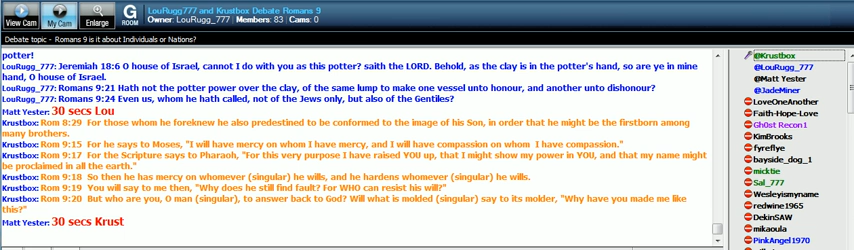 LouRugg777 and Krustbox Debate Romans 9
Owner: LouRugg_777 | Members: 83 | Cams: 0
View Cam
My Cam
Enlarge
G
ROOM
Debate topic - Romans 9 is it about Individuals or Nations?
potter!
LouRugg_777: Jeremiah 18:6 O house of Israel, cannot I do with you as this potter? saith the LORD. Behold, as the clay is in the potter's hand, so are ye in mine
hand, O house of Israel.
LouRugg_777: Romans 9:21 Hath not the potter power over the clay, of the same lump to make one vessel unto honour, and another unto dishonour?
LouRugg_777: Romans 9:24 Even us, whom he hath called, not of the Jews only, but also of the Gentiles?
Matt Yester: 30 secs Lou
Krustbox: Rom 8:29 For those whom he foreknew he also predestined to be conformed to the image of his Son, in order that he might be the firstborn among
many brothers.
Krustbox: Rom 9:15 For he says to Moses, "I will have mercy on whom I have mercy, and I will have compassion on whom I have compassion."
Krustbox: Rom 9:17 For the Scripture says to Pharaoh, "For this very purpose I have raised YOU up, that I might show my power in YOU, and that my name might
be proclaimed in all the earth."
Krustbox: Rom 9:18 So then he has mercy on whomever (singular) he wills, and he hardens whomever (singular) he wills.
Krustbox: Rom 9:19 You will say to me then, "Why does he still find fault? For WHO can resist his will?"
Krustbox: Rom 9:20 But who are you, O man (singular), to answer back to God? Will what is molded (singular) say to its molder, "Why have you made me like
this?"
Matt Yester: 30 secs Krust
@Krustbox
@LouRugg_777
@Matt Yester
@JadeMiner
LoveOneAnother
Faith-Hope-Love
Gh0st Recon1
KimBrooks
fyreflye
bayside_dog_1
micktie
Sal_777
Wesleyismyname
redwine1965
DekinSAW
mikaoula
PinkAngel1970